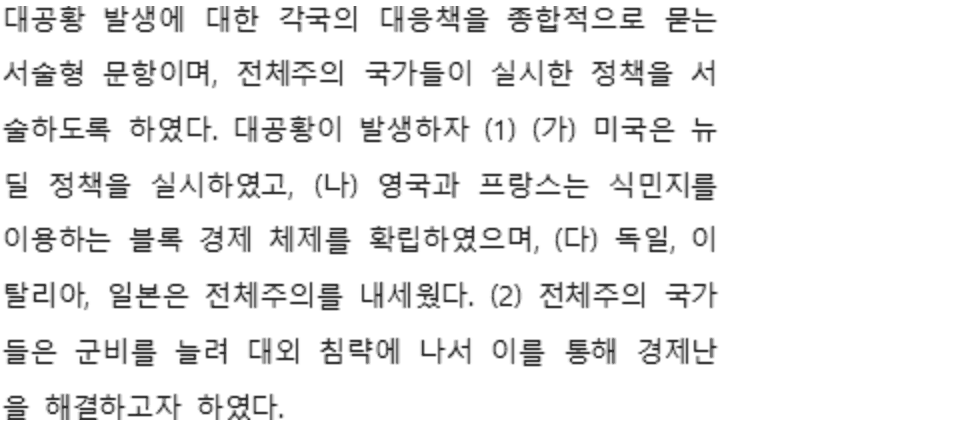 대공황 발생에 대한 각국의 대응책을 종합적으로 묻는
서술형 문항이며, 전체주의 국가들이 실시한 정책을 서
술하도록 하였다. 대공황이 발생하자 (1) (가) 미국은 뉴
딜 정책을 실시하였고, (나) 영국과 프랑스는 식민지를
이용하는 블록 경제 체제를 확립하였으며, (다) 독일, 이
탈리아, 일본은 전체주의를 내세웠다. (2) 전체주의 국가
들은 군비를 늘려 대외 침략에 나서 이를 통해 경제난
을 해결하고자 하였다.